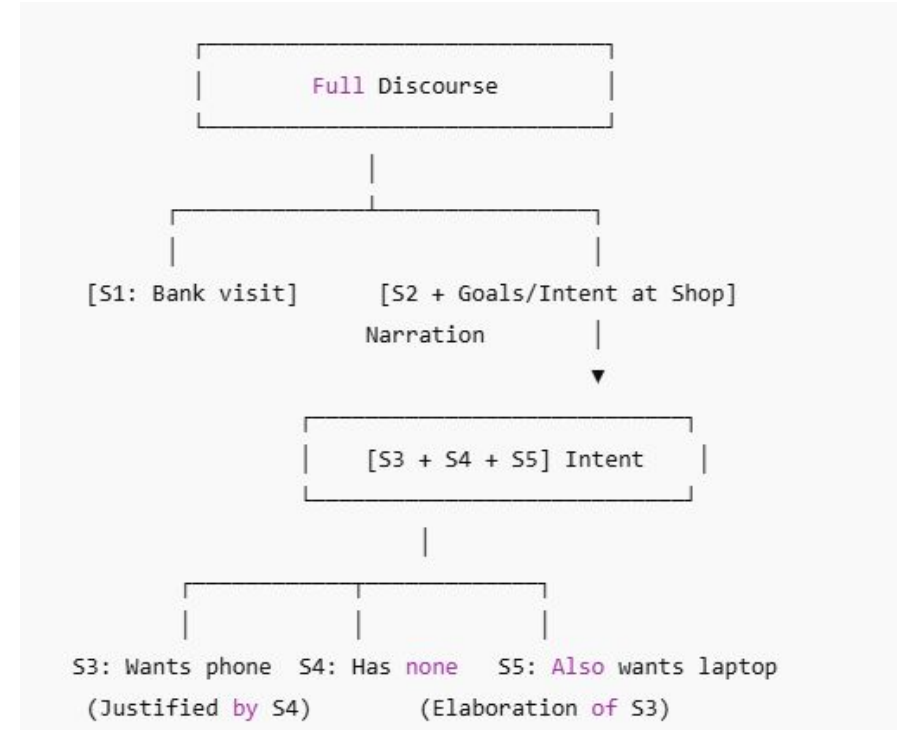 Full Discourse
[S1: Bank visit] [S2 + Goals/Intent at Shop]
Narration
[S3 + S4 + S5] Intent
S3: Wants phone S4: Has none S5: Also wants laptop
(Justified by S4) (Elaboration of S3)